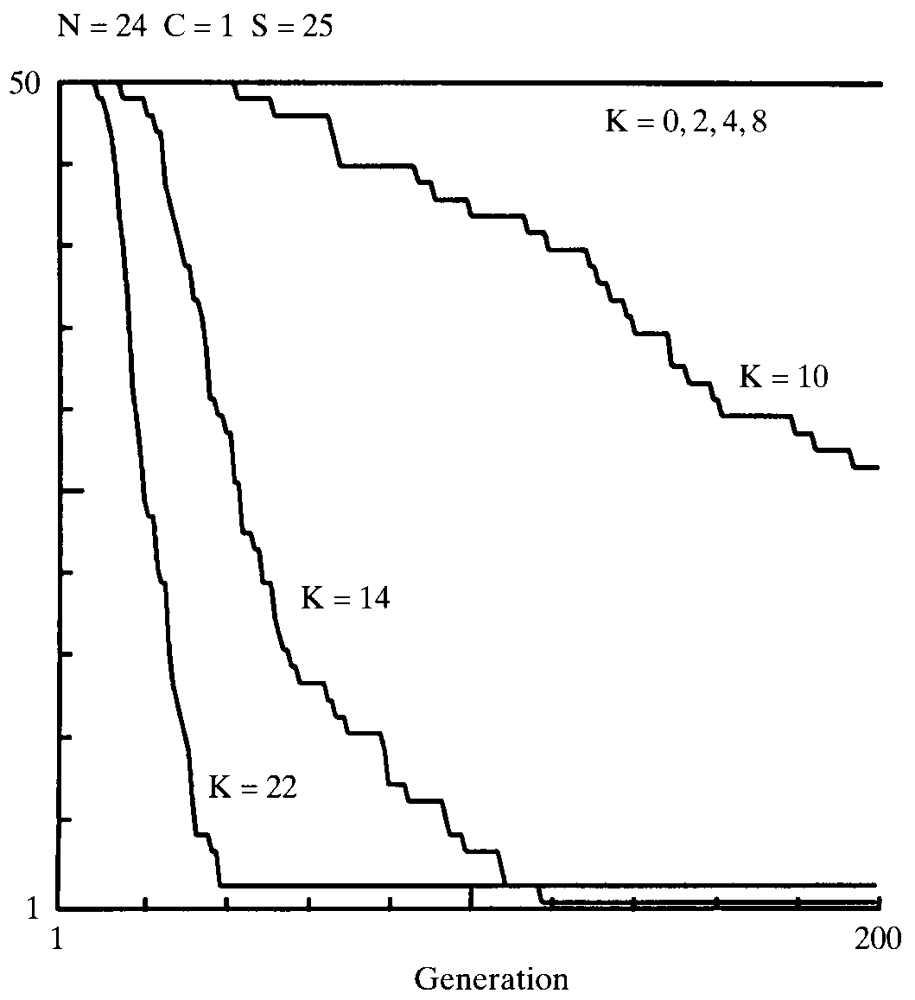 N = 24 C = 1 S = 25
50
K = 0, 2, 4, 8
K = 10
K = 14
K = 22
1
1
200
Generation